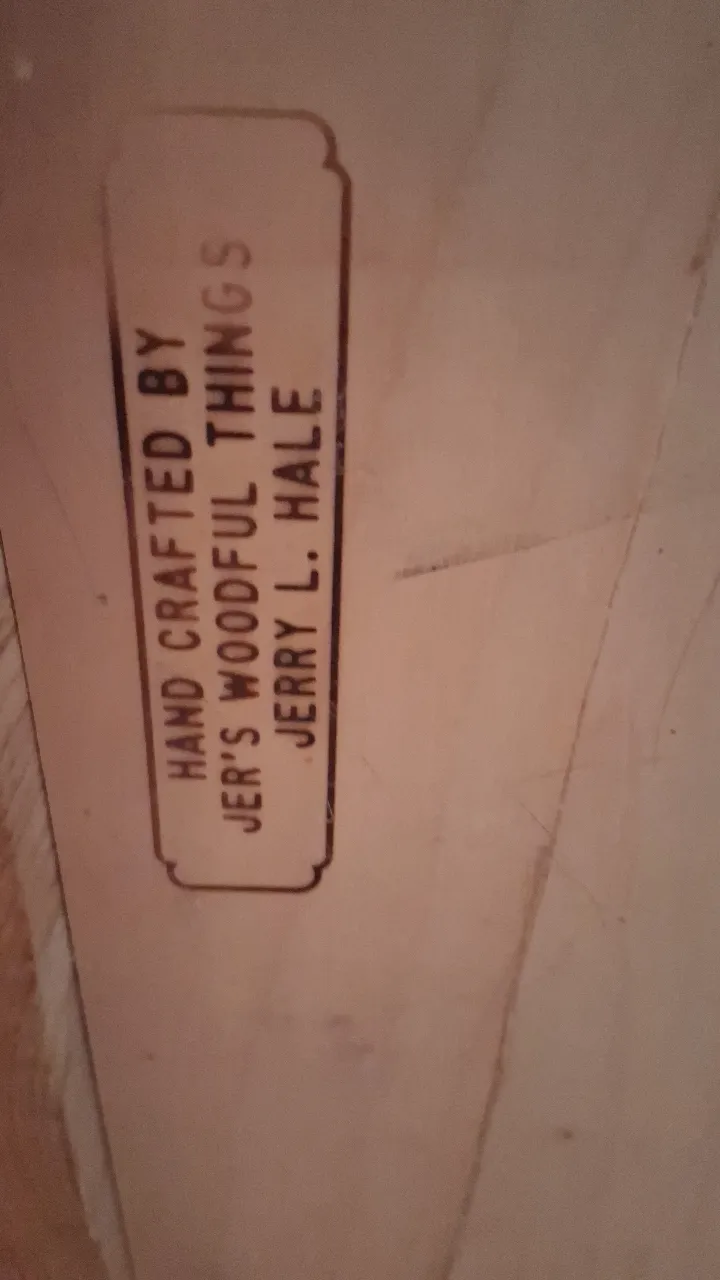 HAND CRAFTED BY
JER'S WOODFUL THINGS
JERRY L. HALE